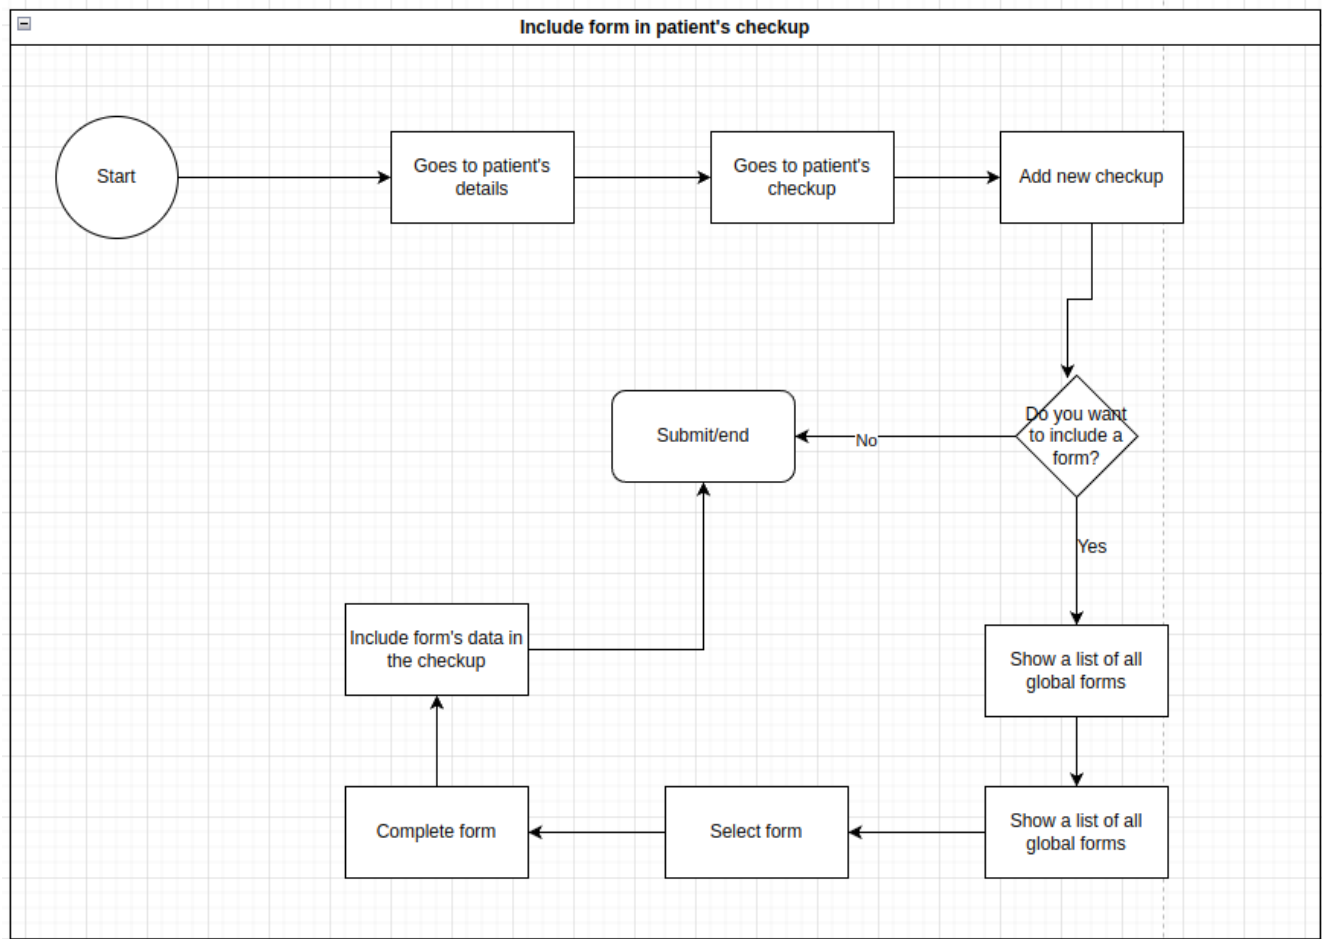 Include form in patient's checkup
Start
Goes to patient's
details
Goes to patient's
checkup
Add new checkup
Do you want
to include a
form?
No
Submit/end
Yes
Show a list of all
global forms
Show a list of all
global forms
Select form
Complete form
Include form's data in
the checkup